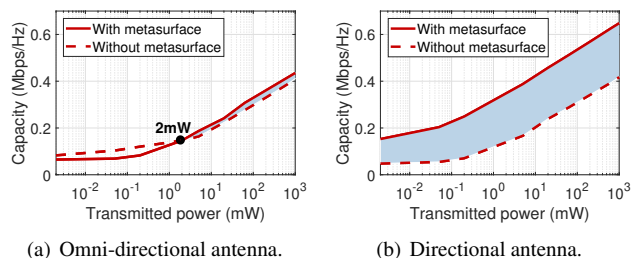 0.6
0.4
0.2
0
Capacity (Mbps/Hz)
With metasurface
Without metasurface
2mW
10^-2 10^-1 10^0 10^1 10^2 10^3
Transmitted power (mW)
(a) Omni-directional antenna.
0.6
0.4
0.2
0
Capacity (Mbps/Hz)
With metasurface
Without metasurface
10^-2 10^-1 10^0 10^1 10^2 10^3
Transmitted power (mW)
(b) Directional antenna.